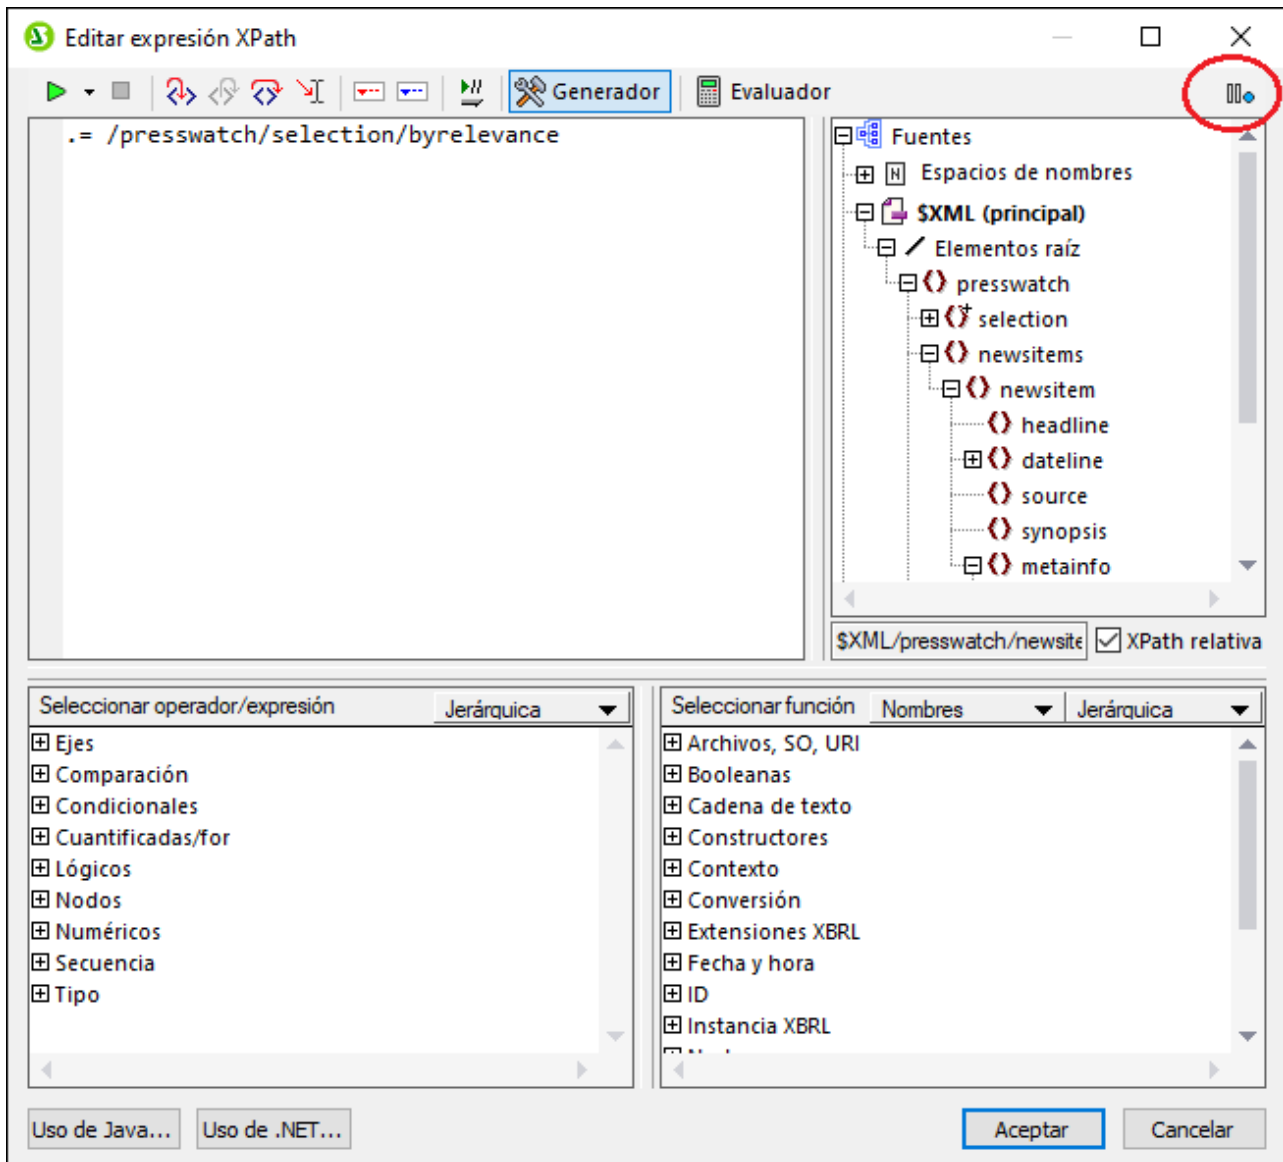 Editar expresión XPath
Generador
Evaluador
.= /presswatch/selection/byrelevance
Fuentes
Espacios de nombres
$XML (principal)
Elementos raíz
presswatch
selection
newsitems
newsitem
headline
dateline
source
synopsis
metainfo
$XML/presswatch/newsite
XPath relativa
Seleccionar operador/expresión
Jerárquica
Ejes
Comparación
Condicionales
Cuantificadas/for
Lógicos
Nodos
Numéricos
Secuencia
Tipo
Seleccionar función
Nombres
Jerárquica
Archivos, SO, URI
Booleanas
Cadena de texto
Constructores
Contexto
Conversión
Extensiones XBRL
Fecha y hora
ID
Instancia XBRL
Uso de Java...
Uso de .NET...
Aceptar
Cancelar